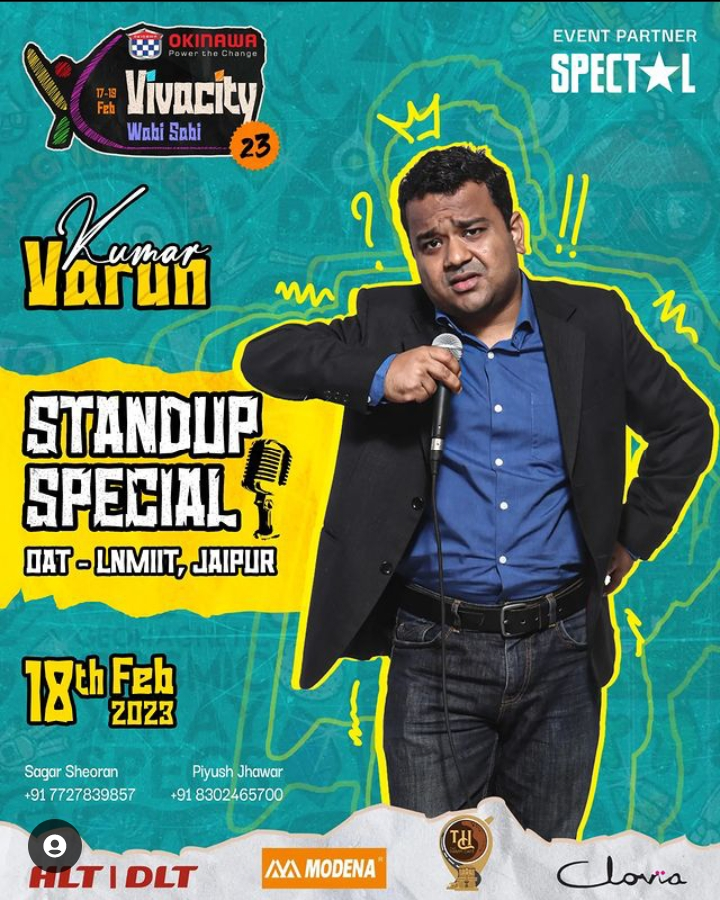 OKINAWA
Power the Change
17-19
Feb
Vivacity
Wabi Sabi
23
EVENT PARTNER
SPECTAL
Kumar
Varun
?
!!
STANDUP
SPECIAL
OAT - LNMIIT, JAIPUR
18th Feb
2023
Sagar Sheoran
+91 7727839857
Piyush Jhawar
+91 8302465700
HLT | DLT
MODENA
Clovia